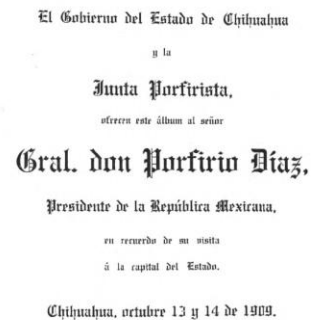 El Gobierno del Estado de Chihuahua
y la
Junta Porfirista,
ofrecen este álbum al señor
Gral. don Porfirio Díaz,
Presidente de la República Mexicana,
en recuerdo de su visita
á la capital del Estado.
Chihuahua, octubre 13 y 14 de 1909.